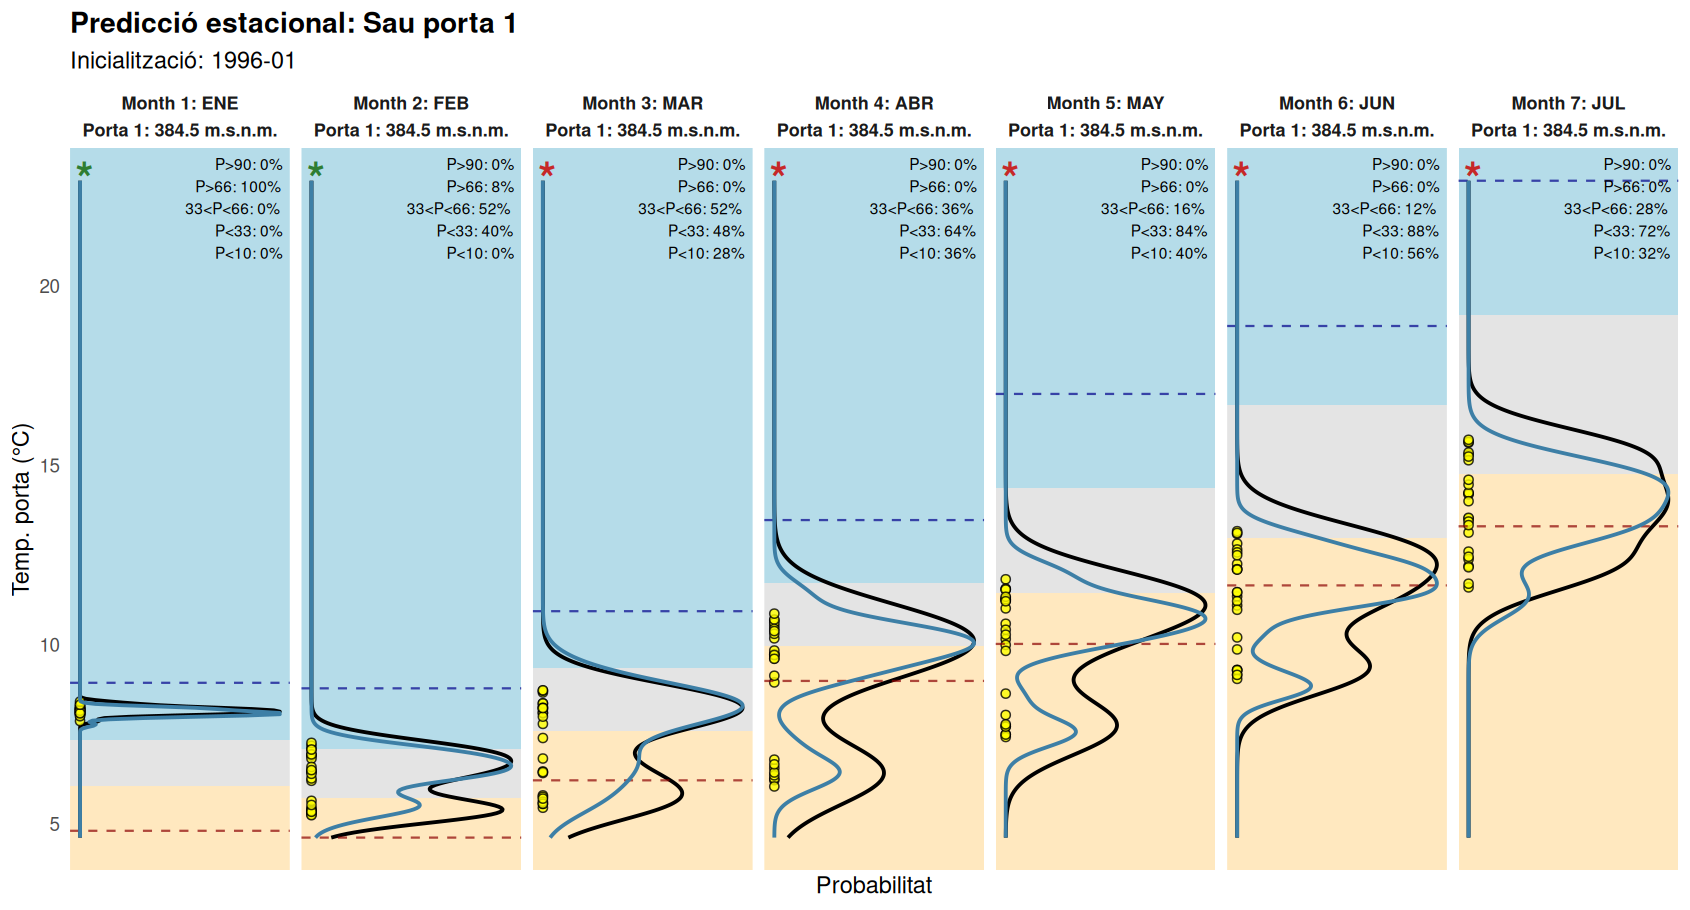 Predicció estacional: Sau porta 1
Inicialització: 1996-01
Month 1: ENE
Porta 1: 384.5 m.s.n.m.
Month 2: FEB
Porta 1: 384.5 m.s.n.m.
Month 3: MAR
Porta 1: 384.5 m.s.n.m.
Month 4: ABR
Porta 1: 384.5 m.s.n.m.
Month 5: MAY
Porta 1: 384.5 m.s.n.m.
Month 6: JUN
Porta 1: 384.5 m.s.n.m.
Month 7: JUL
Porta 1: 384.5 m.s.n.m.
*
P>90: 0%
P>66: 100%
33<P<66: 0%
P<33: 0%
P<10: 0%
*
P>90: 0%
P>66: 8%
33<P<66: 52%
P<33: 40%
P<10: 0%
*
P>90: 0%
P>66: 0%
33<P<66: 52%
P<33: 48%
P<10: 28%
*
P>90: 0%
P>66: 0%
33<P<66: 36%
P<33: 64%
P<10: 36%
*
P>90: 0%
P>66: 0%
33<P<66: 16%
P<33: 84%
P<10: 40%
*
P>90: 0%
P>66: 0%
33<P<66: 12%
P<33: 88%
P<10: 56%
*
P>90: 0%
P>66: 0%
33<P<66: 28%
P<33: 72%
P<10: 32%
20
15
10
5
Temp. porta (°C)
Probabilitat